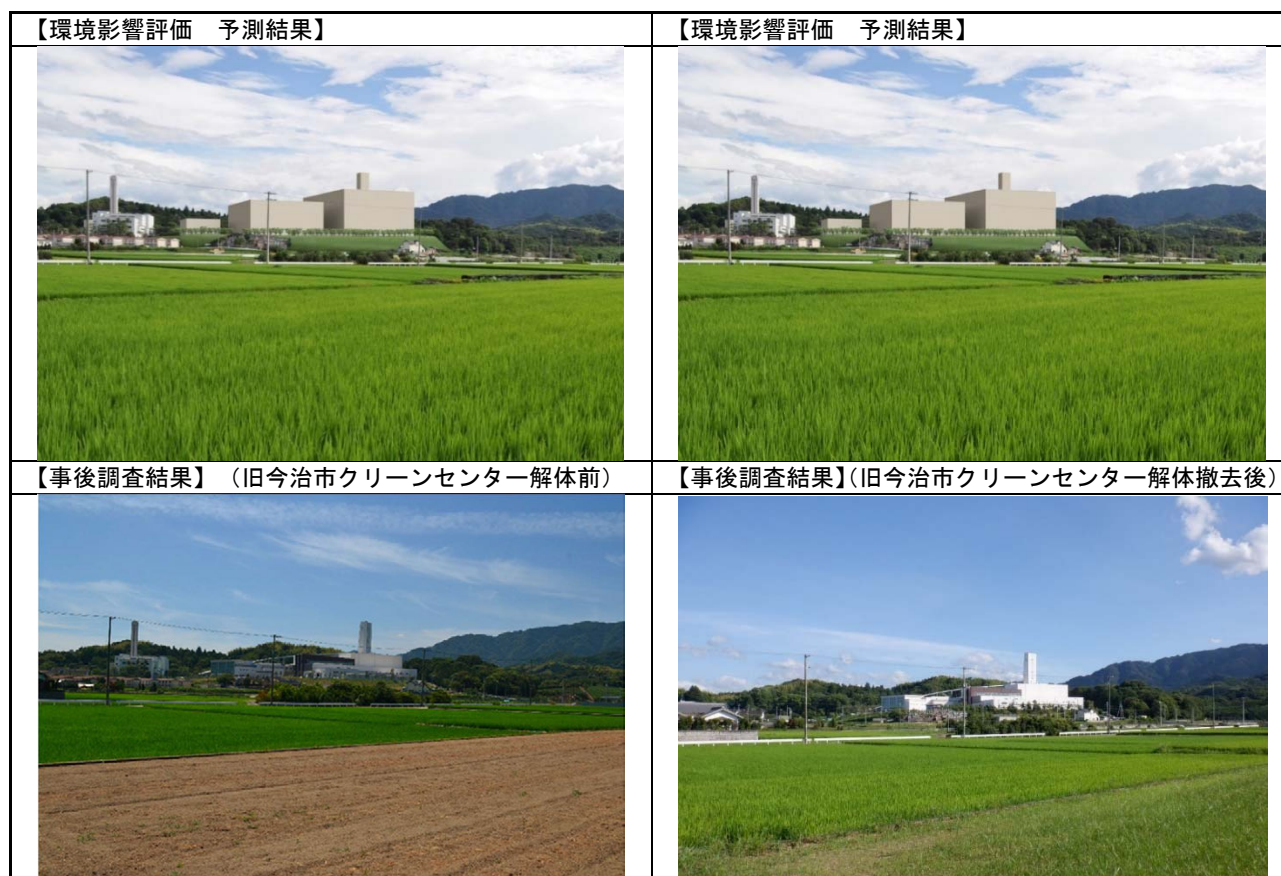 【環境影響評価　予測結果】
【環境影響評価　予測結果】
【事後調査結果】（旧今治市クリーンセンター解体前）
【事後調査結果】（旧今治市クリーンセンター解体撤去後）